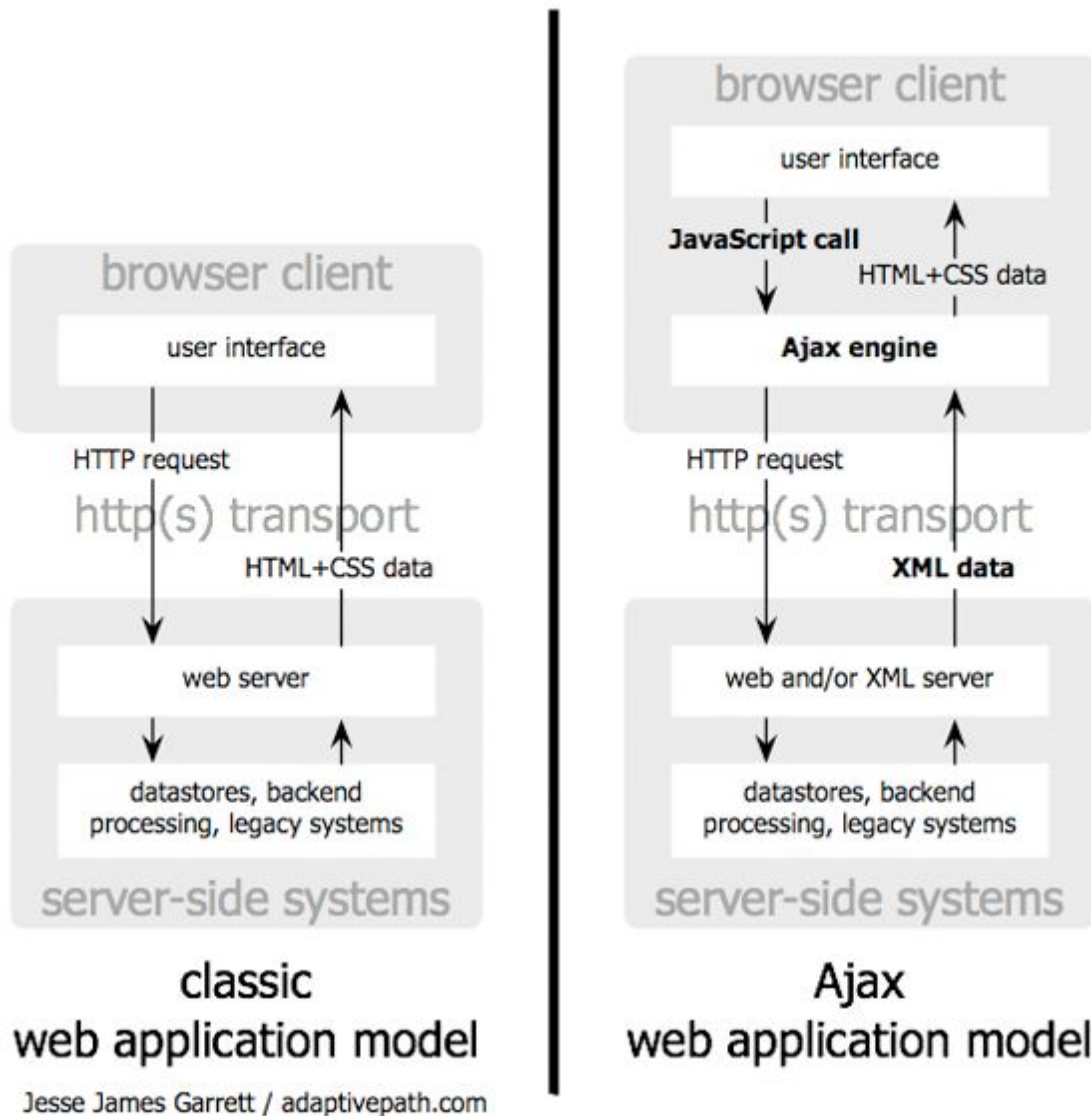 browser client
user interface
HTTP request
http(s) transport
HTML+CSS data
web server
datastores, backend
processing, legacy systems
server-side systems
classic
web application model
Jesse James Garrett / adaptivepath.com
browser client
user interface
JavaScript call
HTML+CSS data
Ajax engine
HTTP request
http(s) transport
XML data
web and/or XML server
datastores, backend
processing, legacy systems
server-side systems
Ajax
web application model